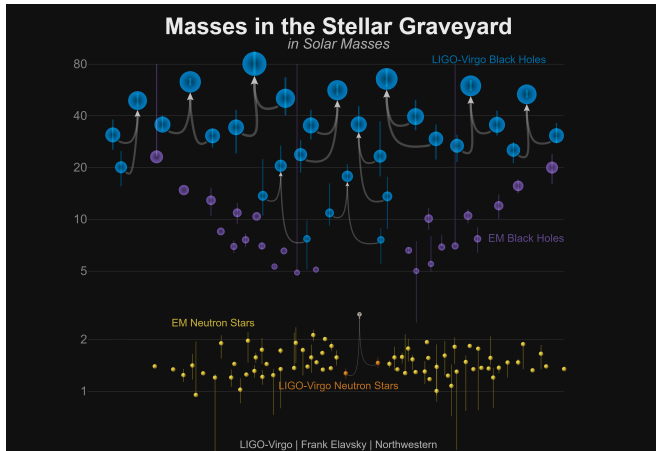 Masses in the Stellar Graveyard
in Solar Masses
LIGO-Virgo Black Holes
80
40
20
10
EM Black Holes
5
EM Neutron Stars
2
LIGO-Virgo Neutron Stars
1
LIGO-Virgo | Frank Elavsky | Northwestern